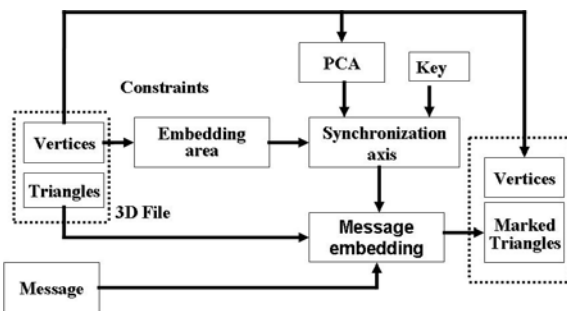 PCA
Key
Constraints
Vertices
Embedding
area
Synchronization
axis
Triangles
3D File
Vertices
Message
embedding
Marked
Triangles
Message